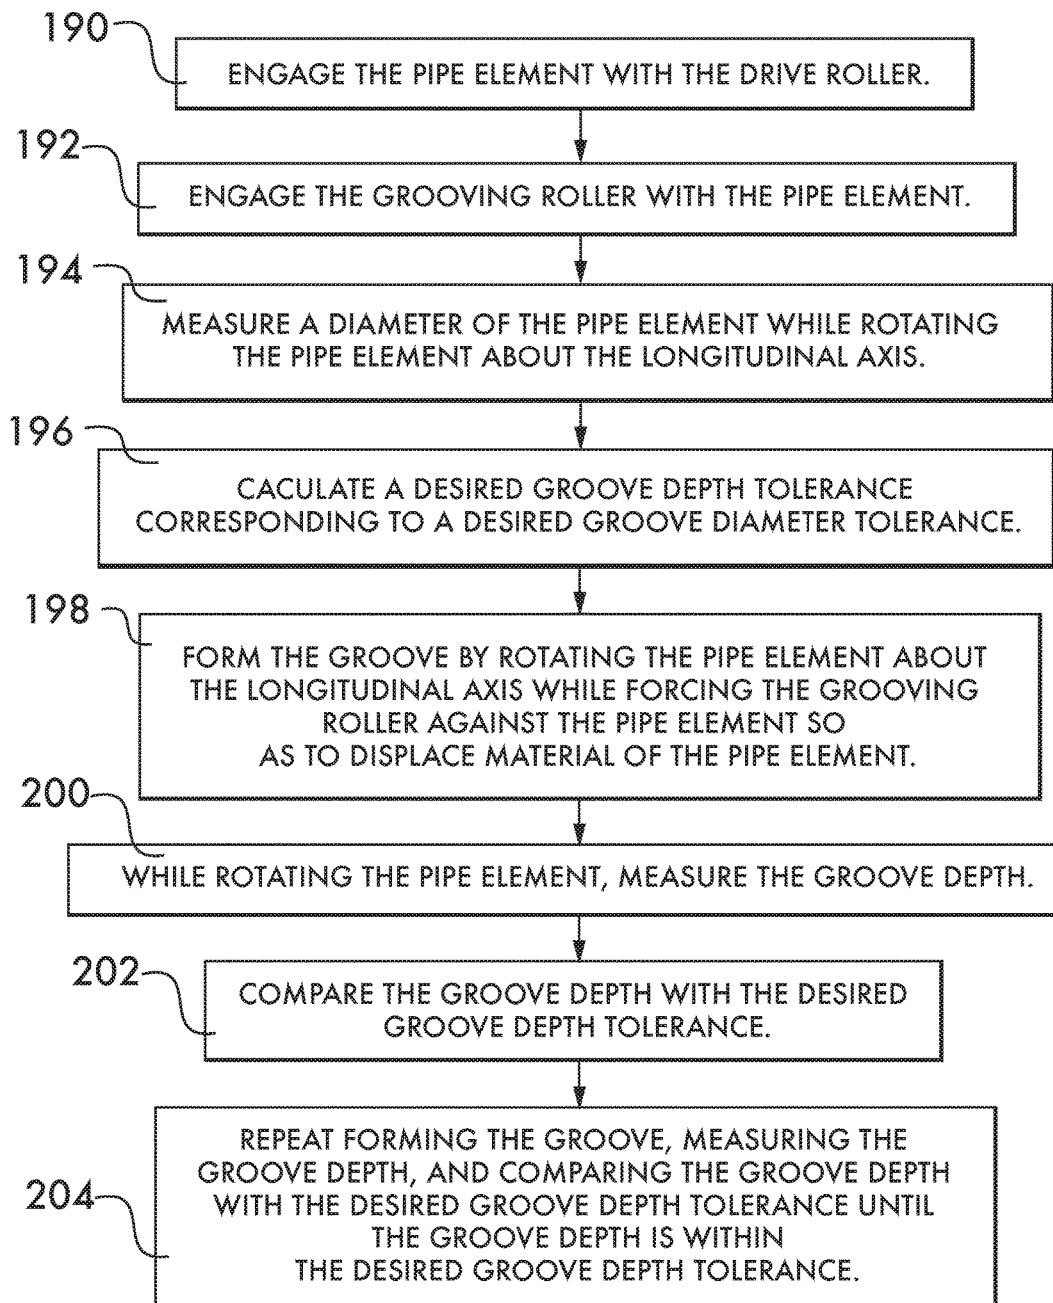 190
ENGAGE THE PIPE ELEMENT WITH THE DRIVE ROLLER.
192
ENGAGE THE GROOVING ROLLER WITH THE PIPE ELEMENT.
194
MEASURE A DIAMETER OF THE PIPE ELEMENT WHILE ROTATING
THE PIPE ELEMENT ABOUT THE LONGITUDINAL AXIS.
196
CACULATE A DESIRED GROOVE DEPTH TOLERANCE
CORRESPONDING TO A DESIRED GROOVE DIAMETER TOLERANCE.
198
FORM THE GROOVE BY ROTATING THE PIPE ELEMENT ABOUT
THE LONGITUDINAL AXIS WHILE FORCING THE GROOVING
ROLLER AGAINST THE PIPE ELEMENT SO
AS TO DISPLACE MATERIAL OF THE PIPE ELEMENT.
200
WHILE ROTATING THE PIPE ELEMENT, MEASURE THE GROOVE DEPTH.
202
COMPARE THE GROOVE DEPTH WITH THE DESIRED
GROOVE DEPTH TOLERANCE.
204
REPEAT FORMING THE GROOVE, MEASURING THE
GROOVE DEPTH, AND COMPARING THE GROOVE DEPTH
WITH THE DESIRED GROOVE DEPTH TOLERANCE UNTIL
THE GROOVE DEPTH IS WITHIN
THE DESIRED GROOVE DEPTH TOLERANCE.